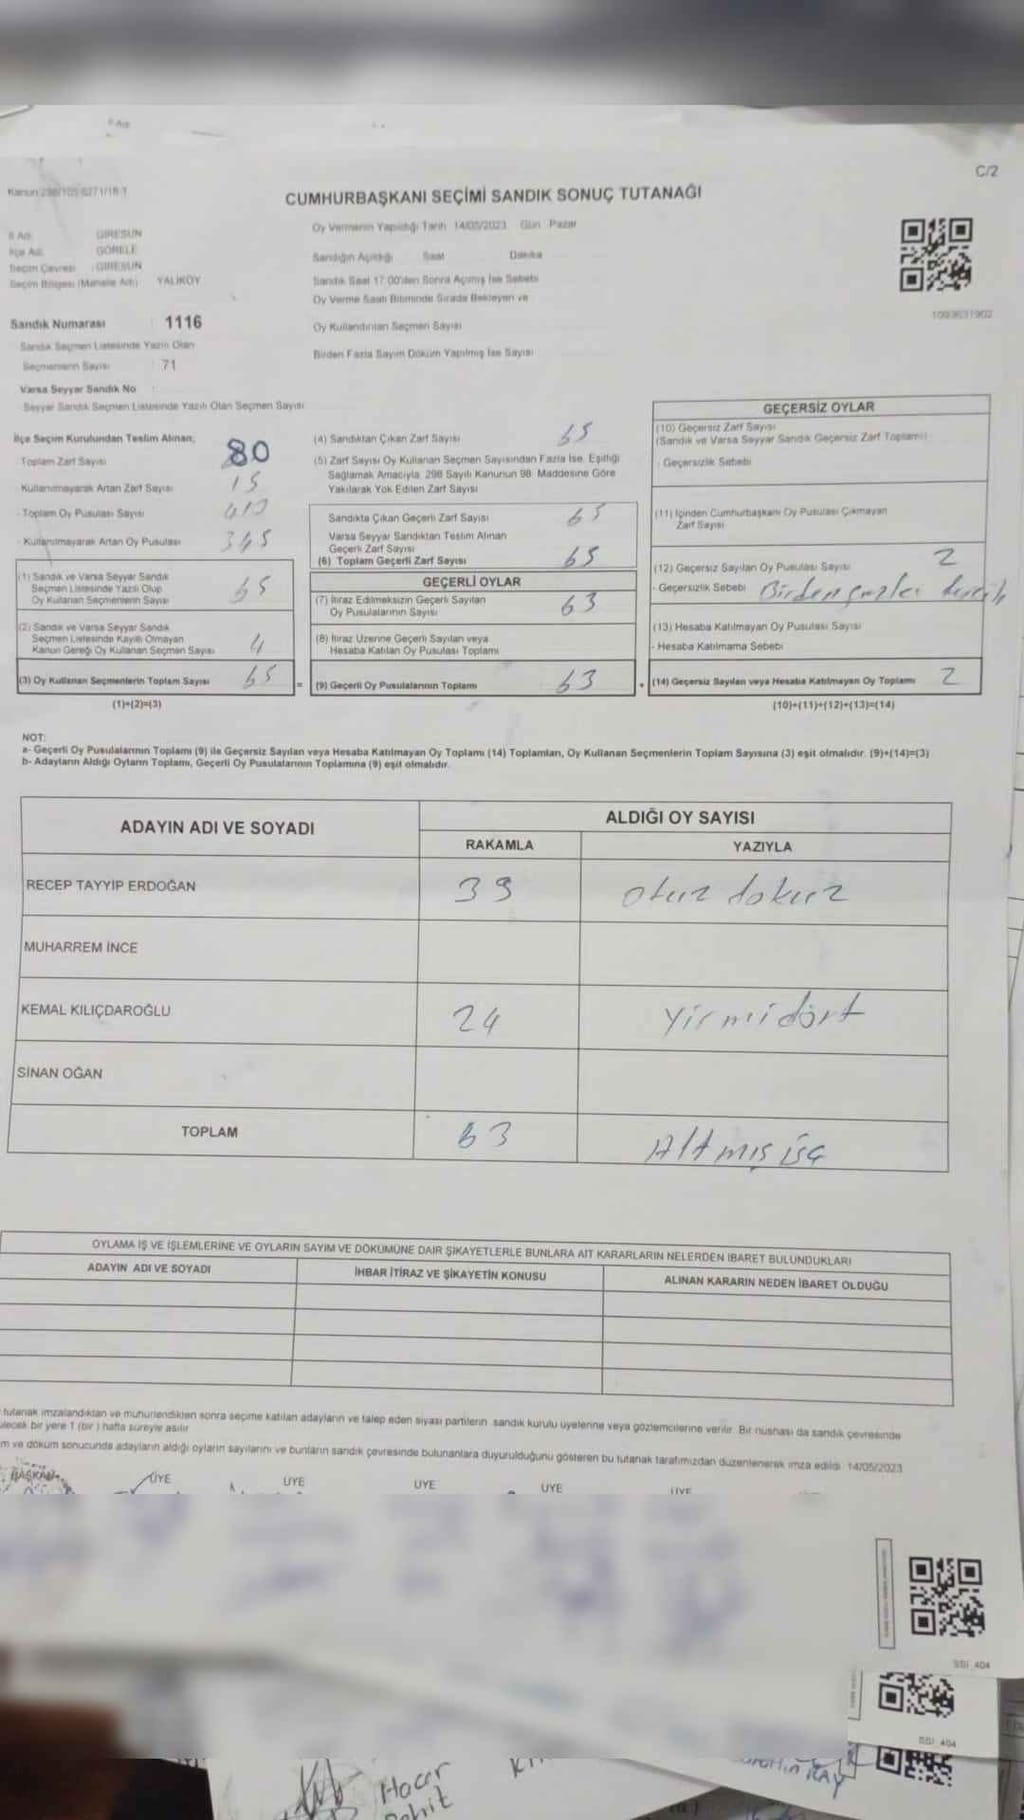 C/2
CUMHURBAŞKANI SEÇİMİ SANDIK SONUÇ TUTANAĞI
Oy Vermenin Yapıldığı Tarih 14/05/2023 Gün Pazar
İl Adı GİRESUN
İlçe Adı GÖRELE
Seçim Çevresi GİRESUN
Seçim Bölgesi (Mahalle Adı) YALIKÖY
Sandığın Açıldığı Saat Dakika
Sandık Saat 17:00'den Sonra Açılmış İse Sebebi
Oy Verme Saati Bitiminde Sırada Bekleyen ve
Oy Kullandırılan Seçmen Sayısı
Birden Fazla Sayım Döküm Yapılmış İse Sayısı
Sandık Numarası 1116
Sandık Seçmen Listesinde Yazılı Olan
Seçmenlerin Sayısı 71
Varsa Seyyar Sandık No
Seyyar Sandık Seçmen Listesinde Yazılı Olan Seçmen Sayısı
İlçe Seçim Kurulundan Teslim Alınan;
Toplam Zarf Sayısı 80
Kullanılmayarak Artan Zarf Sayısı 15
- Toplam Oy Pusulası Sayısı
- Kullanılmayarak Artan Oy Pusulası 345
(1) Sandık ve Varsa Seyyar Sandık
Seçmen Listesinde Yazılı Olup
Oy Kullanan Seçmenlerin Sayısı 65
(2) Sandık ve Varsa Seyyar Sandık
Seçmen Listesinde Kayıtlı Olmayan
Kanun Gereği Oy Kullanan Seçmen Sayısı 4
(3) Oy Kullanan Seçmenlerin Toplam Sayısı 65
(1)+(2)=(3)
(4) Sandıktan Çıkan Zarf Sayısı 65
(5) Zarf Sayısı Oy Kullanan Seçmen Sayısından Fazla İse, Eşitliği
Sağlamak Amacıyla 298 Sayılı Kanunun 98. Maddesine Göre
Yakılarak Yok Edilen Zarf Sayısı
Sandıkta Çıkan Geçerli Zarf Sayısı 65
Varsa Seyyar Sandıktan Teslim Alınan
Geçerli Zarf Sayısı
(6) Toplam Geçerli Zarf Sayısı 65
GEÇERLİ OYLAR
(7) İtiraz Edilmeksizin Geçerli Sayılan
Oy Pusulalarının Sayısı 63
(8) İtiraz Üzerine Geçerli Sayılan veya
Hesaba Katılan Oy Pusulası Toplamı
= (9) Geçerli Oy Pusulalarının Toplamı 63
GEÇERSİZ OYLAR
(10) Geçersiz Zarf Sayısı
(Sandık ve Varsa Seyyar Sandık Geçersiz Zarf Toplamı)
- Geçersizlik Sebebi
(11) İçinden Cumhurbaşkanı Oy Pusulası Çıkmayan
Zarf Sayısı
(12) Geçersiz Sayılan Oy Pusulası Sayısı 2
- Geçersizlik Sebebi Birden
(13) Hesaba Katılmayan Oy Pusulası Sayısı
- Hesaba Katılmama Sebebi
+ (14) Geçersiz Sayılan veya Hesaba Katılmayan Oy Toplamı 2
(10)+(11)+(12)+(13)=(14)
NOT:
a- Geçerli Oy Pusulalarının Toplamı (9) ile Geçersiz Sayılan veya Hesaba Katılmayan Oy Toplamı (14) Toplamları, Oy Kullanan Seçmenlerin Toplam Sayısına (3) eşit olmalıdır. (9)+(14)=(3)
b- Adayların Aldığı Oyların Toplamı, Geçerli Oy Pusulalarının Toplamına (9) eşit olmalıdır.
ADAYIN ADI VE SOYADI ALDIĞI OY SAYISI
RAKAMLA YAZIYLA
RECEP TAYYİP ERDOĞAN 39 otuz dokuz
MUHARREM İNCE
KEMAL KILIÇDAROĞLU 24 Yirmidört
SİNAN OĞAN
TOPLAM 63 Altmış üç
OYLAMA İŞ VE İŞLEMLERİNE VE OYLARIN SAYIM VE DÖKÜMÜNE DAİR ŞİKAYETLERLE BUNLARA AİT KARARLARIN NELERDEN İBARET BULUNDUKLARI
ADAYIN ADI VE SOYADI İHBAR İTİRAZ VE ŞİKAYETİN KONUSU ALINAN KARARIN NEDEN İBARET OLDUĞU
tutanak imzalandıktan ve mühürlendikten sonra seçime katılan adayların ve talep eden siyasi partilerin sandık kurulu üyelerine veya gözlemcilerine verilir. Bir nüshası da sandık çevresinde
ilecek bir yere 1 (bir) hafta süreyle asılır
m ve döküm sonucunda adayların aldığı oyların sayılarını ve bunların sandık çevresinde bulunanlara duyurulduğunu gösteren bu tutanak tarafımızdan düzenlenerek imza edildi. 14/05/2023
BAŞKAN ÜYE ÜYE ÜYE ÜYE ÜYE
SBI 404
SBI 404
Hacer